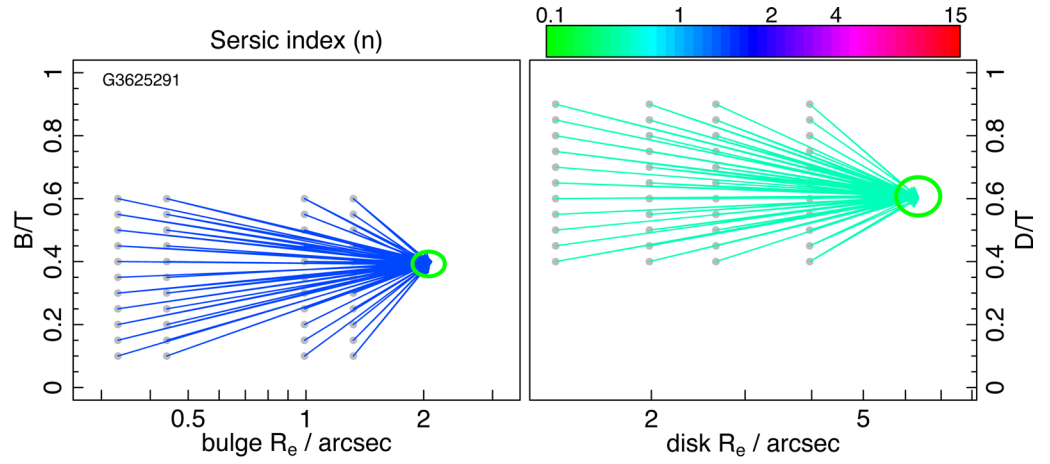 Sersic index (n)
0.1 1 2 4 15
G3625291
B/T
0 0.2 0.4 0.6 0.8 1
0.5 1 2
bulge Re / arcsec
2 5
disk Re / arcsec
0 0.2 0.4 0.6 0.8 1
D/T